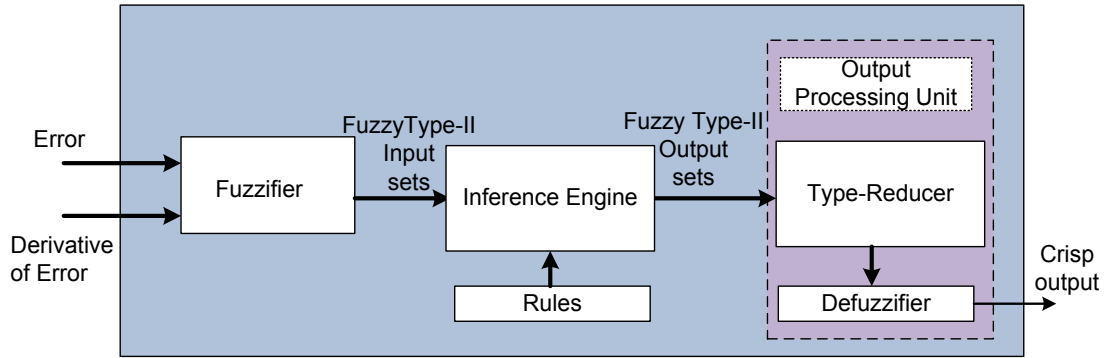 Error
Derivative
of Error
Fuzzifier
FuzzyType-II
Input
sets
Inference Engine
Rules
Fuzzy Type-II
Output
sets
Output
Processing Unit
Type-Reducer
Defuzzifier
Crisp
output